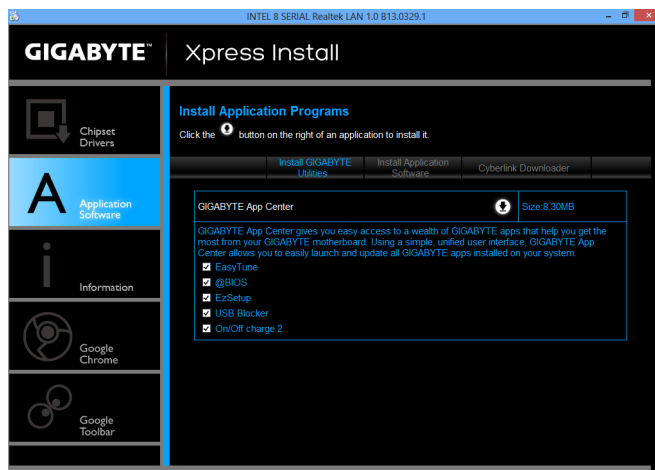 INTEL 8 SERIAL Realtek LAN 1.0 B13.0329.1
GIGABYTE™
Xpress Install
Chipset
Drivers
Application
Software
Information
Google
Chrome
Google
Toolbar
Install Application Programs
Click the button on the right of an application to install it.
Install GIGABYTE
Utilities
Install Application
Software
Cyberlink Downloader
GIGABYTE App Center
Size:8.30MB
GIGABYTE App Center gives you easy access to a wealth of GIGABYTE apps that help you get the
most from your GIGABYTE motherboard. Using a simple, unified user interface, GIGABYTE App
Center allows you to easily launch and update all GIGABYTE apps installed on your system.
EasyTune
@BIOS
EzSetup
USB Blocker
On/Off charge 2